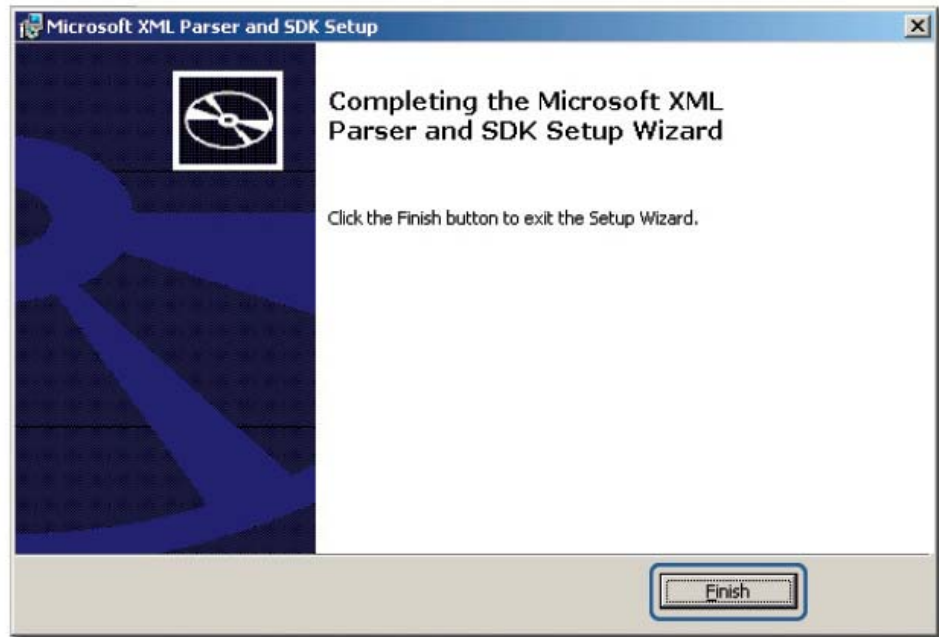 Microsoft XML Parser and SDK Setup
Completing the Microsoft XML
Parser and SDK Setup Wizard
Click the Finish button to exit the Setup Wizard.
Finish